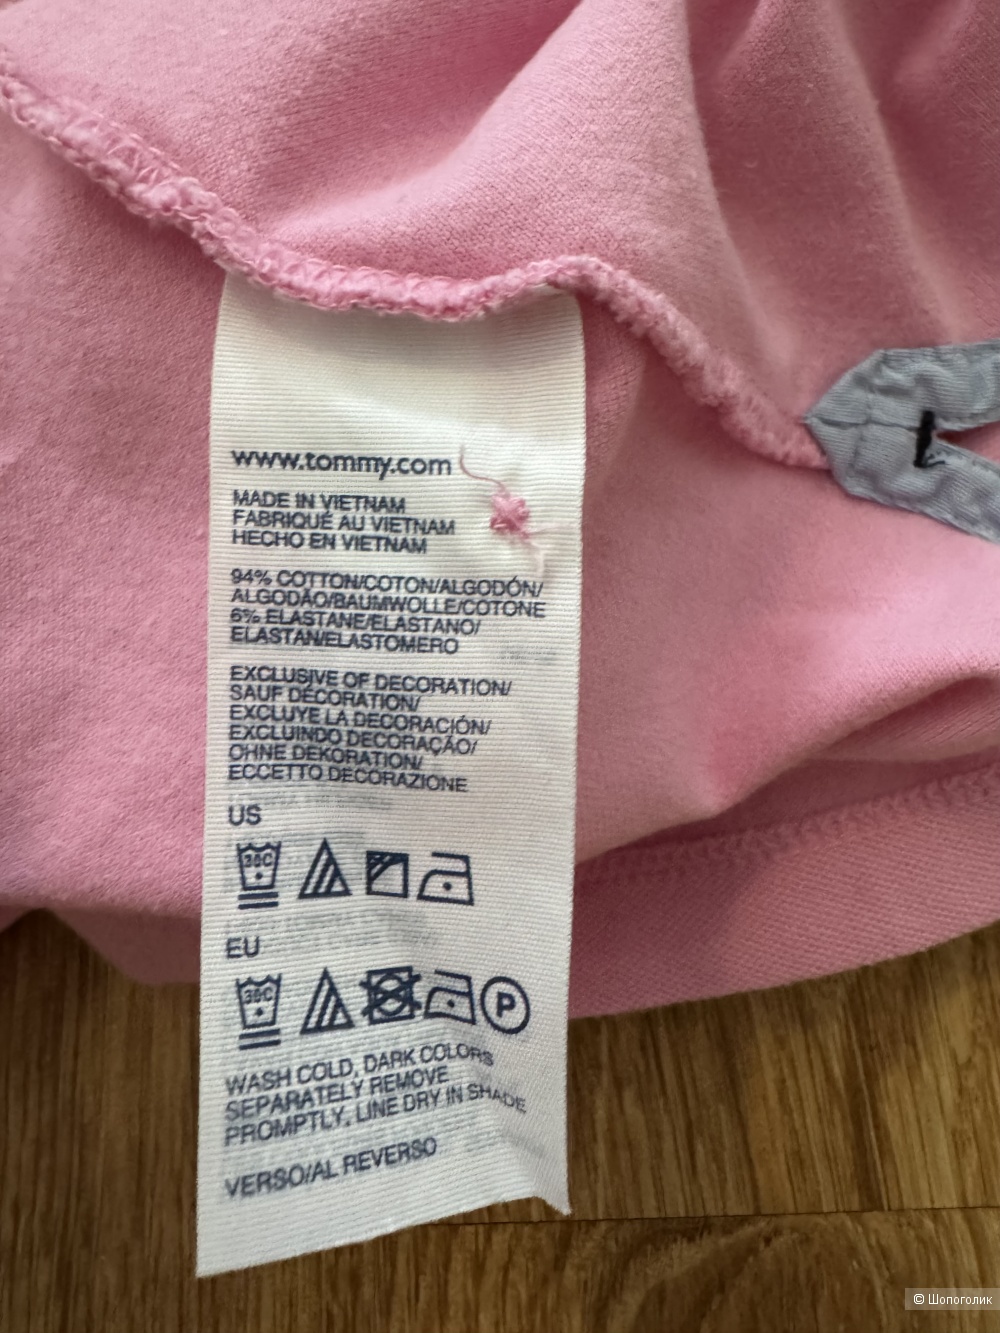 www.tommy.com
MADE IN VIETNAM
FABRIQUÉ AU VIETNAM
HECHO EN VIETNAM
94% COTTON/COTON/ALGODÓN/
ALGODÃO/BAUMWOLLE/COTONE
6% ELASTANE/ELASTANO/
ELASTAN/ELASTOMERO
EXCLUSIVE OF DECORATION/
SAUF DÉCORATION/
EXCLUYE LA DECORACIÓN/
EXCLUINDO DECORAÇÃO/
OHNE DEKORATION/
ECCETTO DECORAZIONE
US
30C
EU
30C
P
WASH COLD, DARK COLORS
SEPARATELY REMOVE
PROMPTLY, LINE DRY IN SHADE
VERSO/AL REVERSO
© Шопоголик